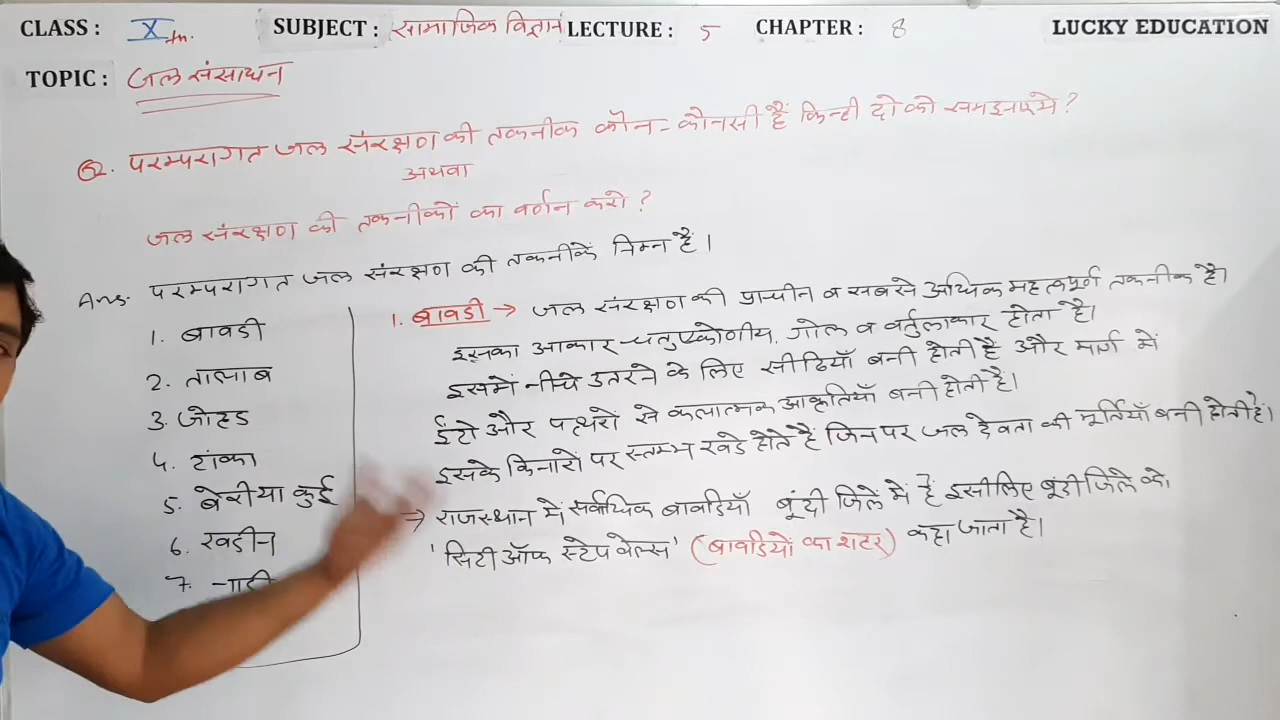 CLASS : X th. SUBJECT : सामाजिक विज्ञान LECTURE : 5 CHAPTER : 8 LUCKY EDUCATION
TOPIC : जल संसाधन
Q. परम्परागत जल संरक्षण की तकनीक कौन-कौनसी हैं किन्ही दो को समझाइये?
अथवा
जल संरक्षण की तकनीकों का वर्णन करो?
Ans. परम्परागत जल संरक्षण की तकनीकें निम्न हैं।
1. बावडी
2. तालाब
3. जोहड
4. टांका
5. बेरी या कुई
6. खडीन
7.
1. बावडी → जल संरक्षण की प्राचीन व सबसे अधिक महत्वपूर्ण तकनीक है।
इसका आकार चतुष्कोणीय, गोल व वर्तुलाकार होता है।
इसमें नीचे उतरने के लिए सीढियाँ बनी होती है और मार्ग में
ईंटो और पत्थरों से कलात्मक आकृतियाँ बनी होती है।
इसके किनारों पर स्तम्भ खडे होते हैं जिन पर जल देवता की मूर्तियाँ बनी होती है।
→ राजस्थान में सर्वाधिक बावडियाँ बूंदी जिलें में हैं इसीलिए बूंदी जिले को
'सिटी ऑफ स्टेप वेल्स' (बावडियों का शहर) कहा जाता है।